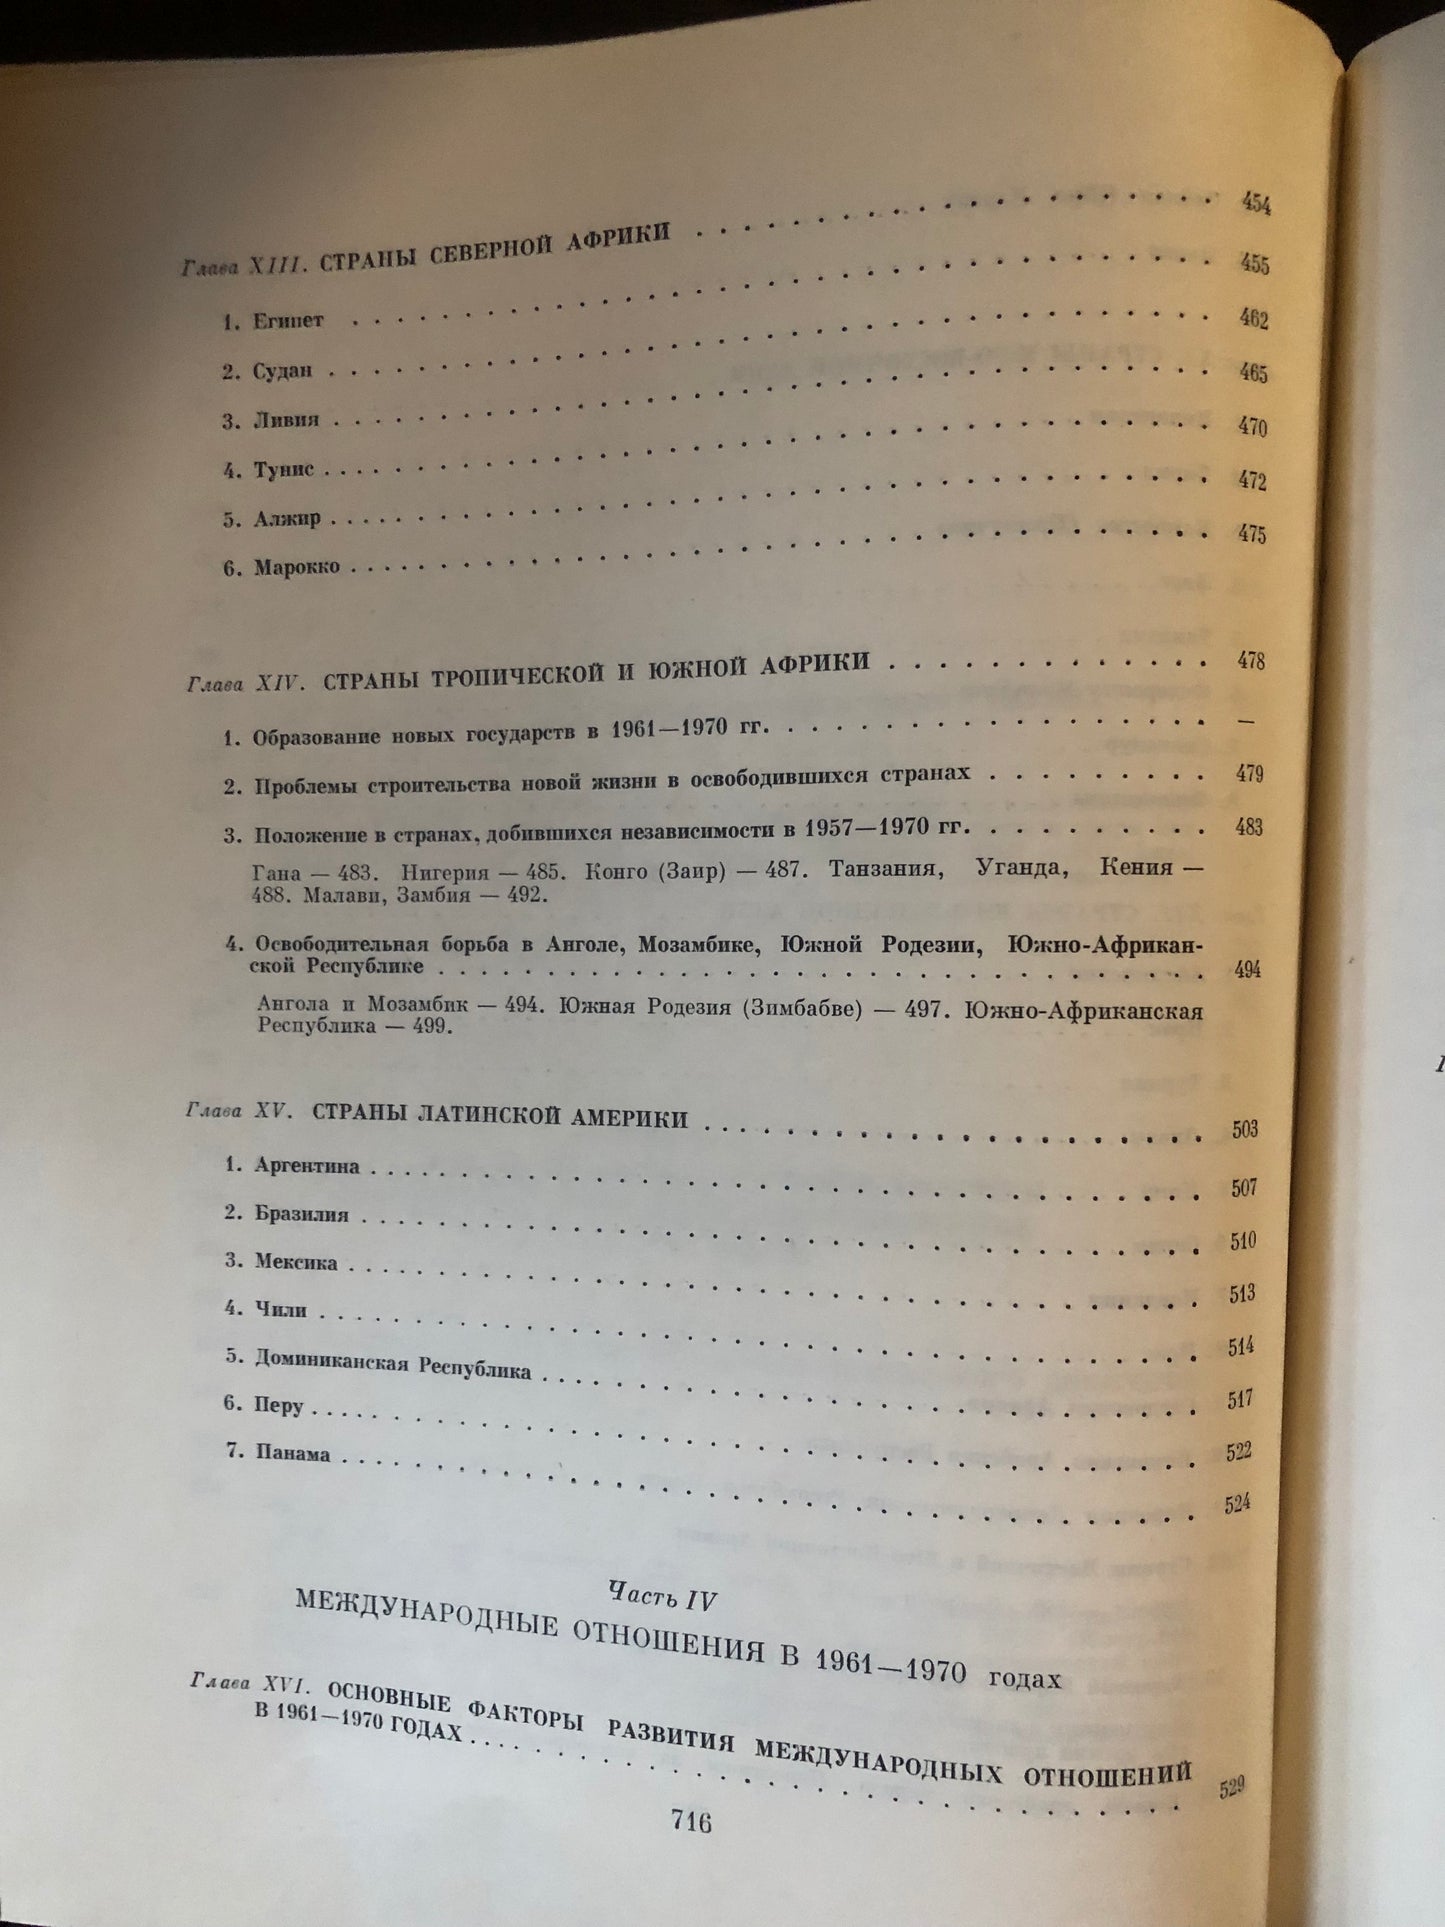 Глава XIII. СТРАНЫ СЕВЕРНОЙ АФРИКИ . . . . . . . . . . . . . . . . . . . . 454
1. Египет . . . . . . . . . . . . . . . . . . . . 455
2. Судан . . . . . . . . . . . . . . . . . . . . 462
3. Ливия . . . . . . . . . . . . . . . . . . . . 465
4. Тунис . . . . . . . . . . . . . . . . . . . . 470
5. Алжир . . . . . . . . . . . . . . . . . . . . 472
6. Марокко . . . . . . . . . . . . . . . . . . . . 475
Глава XIV. СТРАНЫ ТРОПИЧЕСКОЙ И ЮЖНОЙ АФРИКИ . . . . . . . . . . . . 478
1. Образование новых государств в 1961—1970 гг. . . . . . . . . . . . . . . . . —
2. Проблемы строительства новой жизни в освободившихся странах . . . . . . . . . 479
3. Положение в странах, добившихся независимости в 1957—1970 гг. . . . . . . . . . 483
Гана — 483. Нигерия — 485. Конго (Заир) — 487. Танзания, Уганда, Кения —
488. Малави, Замбия — 492.
4. Освободительная борьба в Анголе, Мозамбике, Южной Родезии, Южно-Африкан-
ской Республике . . . . . . . . . . . . . . . . . . . . 494
Ангола и Мозамбик — 494. Южная Родезия (Зимбабве) — 497. Южно-Африканская
Республика — 499.
Глава XV. СТРАНЫ ЛАТИНСКОЙ АМЕРИКИ . . . . . . . . . . . . . . . . . . . 503
1. Аргентина . . . . . . . . . . . . . . . . . . . . 507
2. Бразилия . . . . . . . . . . . . . . . . . . . . 510
3. Мексика . . . . . . . . . . . . . . . . . . . . 513
4. Чили . . . . . . . . . . . . . . . . . . . . 514
5. Доминиканская Республика . . . . . . . . . . . . . . . . . . . . 517
6. Перу . . . . . . . . . . . . . . . . . . . . 522
7. Панама . . . . . . . . . . . . . . . . . . . . 524
Часть IV
МЕЖДУНАРОДНЫЕ ОТНОШЕНИЯ В 1961—1970 годах
Глава XVI. ОСНОВНЫЕ ФАКТОРЫ РАЗВИТИЯ МЕЖДУНАРОДНЫХ ОТНОШЕНИЙ
В 1961—1970 ГОДАХ . . . . . . . . . . . . . . . . . . . . 529
716